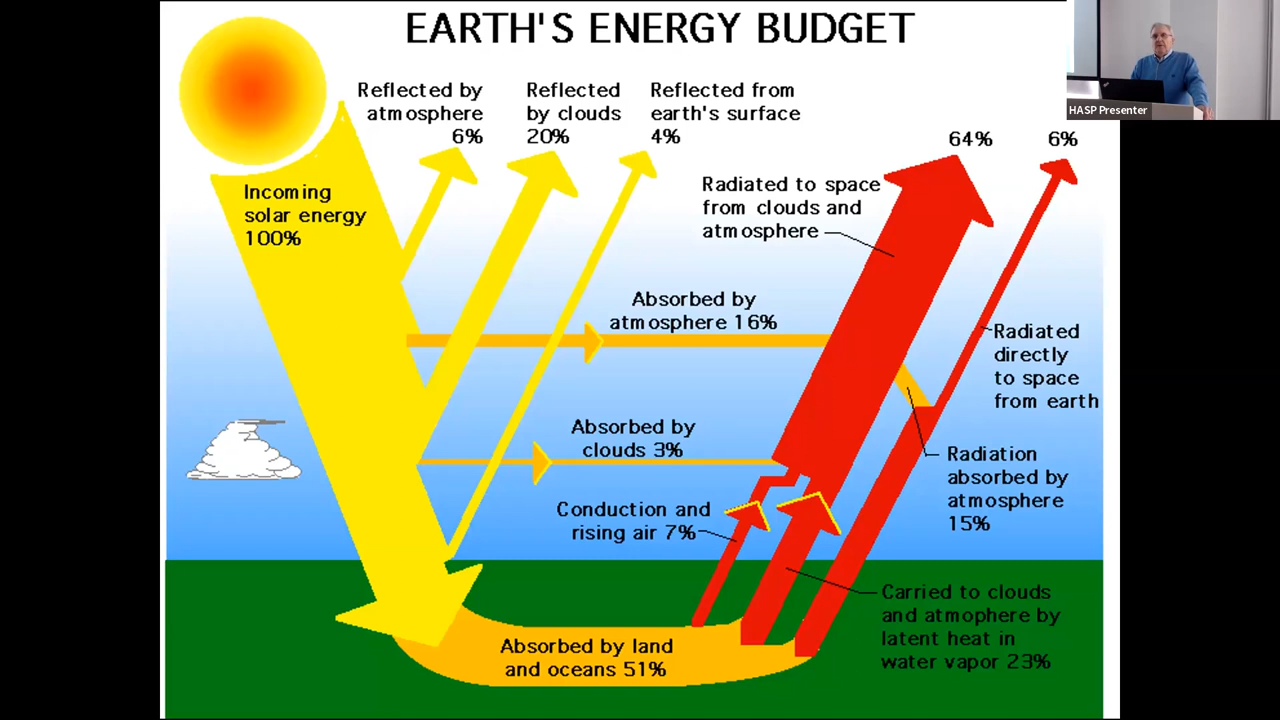 EARTH'S ENERGY BUDGET
HASP Presenter
Reflected by
atmosphere
6%
Reflected
by clouds
20%
Reflected from
earth's surface
4%
64%
6%
Incoming
solar energy
100%
Radiated to space
from clouds and
atmosphere
Absorbed by
atmosphere 16%
Radiated
directly
to space
from earth
Absorbed by
clouds 3%
Radiation
absorbed by
atmosphere
15%
Conduction and
rising air 7%
Carried to clouds
and atmophere by
latent heat in
water vapor 23%
Absorbed by land
and oceans 51%